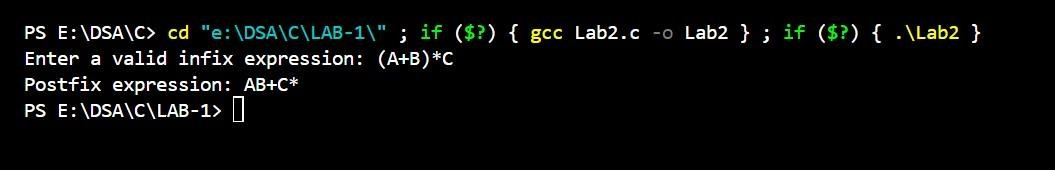 PS E:\DSA\C> cd "e:\DSA\C\LAB-1\" ; if ($?) { gcc Lab2.c -o Lab2 } ; if ($?) { .\Lab2 }
Enter a valid infix expression: (A+B)*C
Postfix expression: AB+C*
PS E:\DSA\C\LAB-1>